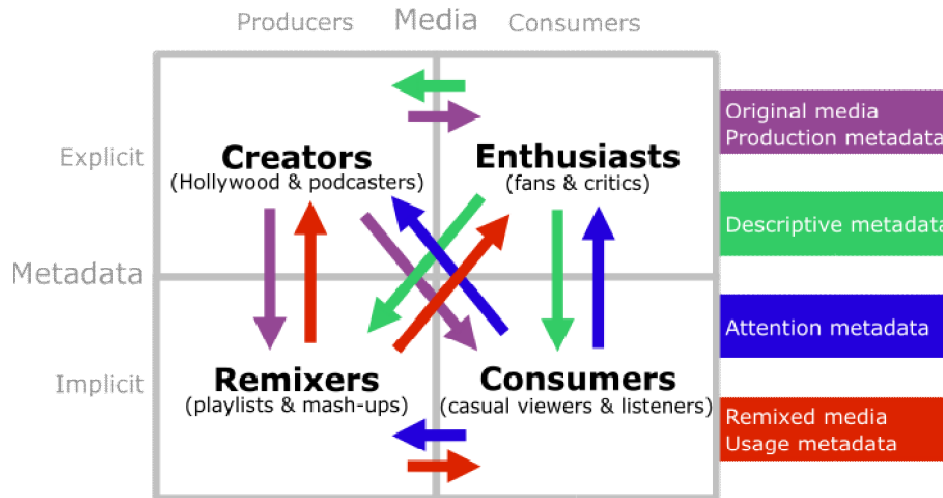 Producers Media Consumers
Explicit
Creators
(Hollywood & podcasters)
Enthusiasts
(fans & critics)
Metadata
Implicit
Remixers
(playlists & mash-ups)
Consumers
(casual viewers & listeners)
Original media
Production metadata
Descriptive metadata
Attention metadata
Remixed media
Usage metadata